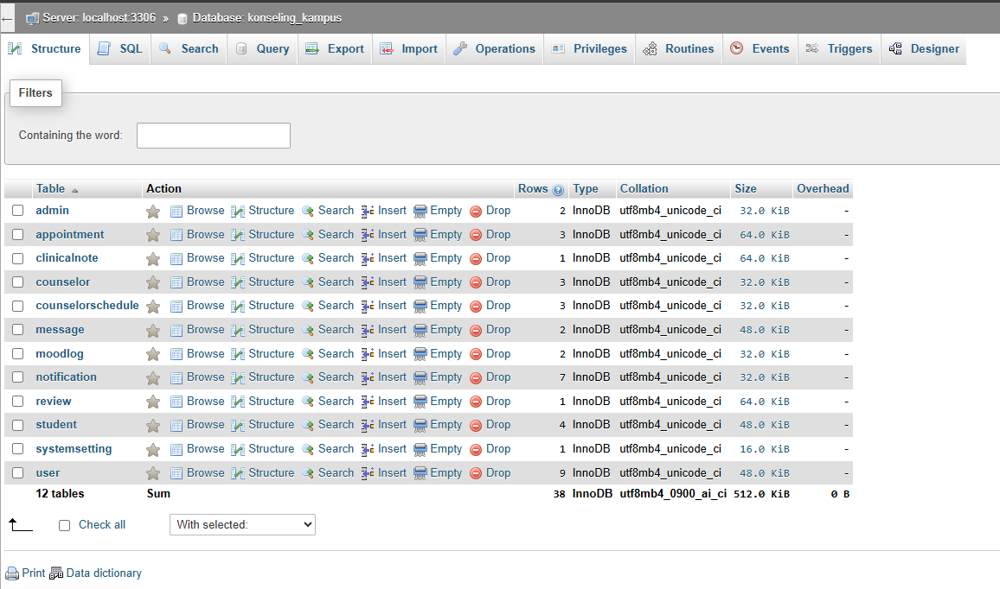 ← Server: localhost:3306 » Database: konseling_kampus
Structure SQL Search Query Export Import Operations Privileges Routines Events Triggers Designer
Filters
Containing the word:
Table Action Rows Type Collation Size Overhead
admin Browse Structure Search Insert Empty Drop 2 InnoDB utf8mb4_unicode_ci 32.0 KiB -
appointment Browse Structure Search Insert Empty Drop 3 InnoDB utf8mb4_unicode_ci 64.0 KiB -
clinicalnote Browse Structure Search Insert Empty Drop 1 InnoDB utf8mb4_unicode_ci 64.0 KiB -
counselor Browse Structure Search Insert Empty Drop 3 InnoDB utf8mb4_unicode_ci 32.0 KiB -
counselorschedule Browse Structure Search Insert Empty Drop 3 InnoDB utf8mb4_unicode_ci 32.0 KiB -
message Browse Structure Search Insert Empty Drop 2 InnoDB utf8mb4_unicode_ci 48.0 KiB -
moodlog Browse Structure Search Insert Empty Drop 2 InnoDB utf8mb4_unicode_ci 32.0 KiB -
notification Browse Structure Search Insert Empty Drop 7 InnoDB utf8mb4_unicode_ci 32.0 KiB -
review Browse Structure Search Insert Empty Drop 1 InnoDB utf8mb4_unicode_ci 64.0 KiB -
student Browse Structure Search Insert Empty Drop 4 InnoDB utf8mb4_unicode_ci 48.0 KiB -
systemsetting Browse Structure Search Insert Empty Drop 1 InnoDB utf8mb4_unicode_ci 16.0 KiB -
user Browse Structure Search Insert Empty Drop 9 InnoDB utf8mb4_unicode_ci 48.0 KiB -
12 tables Sum 38 InnoDB utf8mb4_0900_ai_ci 512.0 KiB 0 B
Check all With selected:
Print Data dictionary